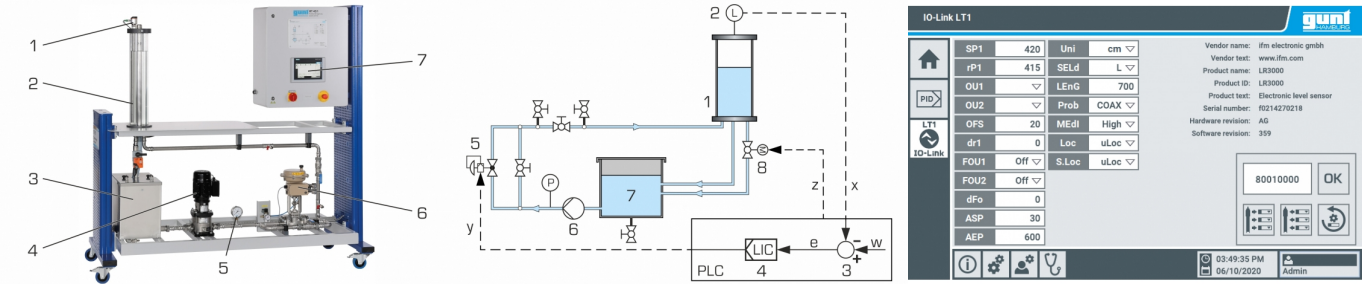 1
2
3
4
5
6
7
2
L
x
1
5
M
8
P
7
z
6
y
e
w
LIC
PLC
4
3
IO-Link LT1
gunt
HAMBURG
SP1 420 Uni cm
rP1 415 SELd L
OU1 LEnG 700
OU2 Prob COAX
OFS 20 MEdI High
dr1 0 Loc uLoc
FOU1 Off S.Loc uLoc
FOU2 Off
dFo 0
ASP 30
AEP 600
PID
LT1
IO-Link
Vendor name: ifm electronic gmbh
Vendor text: www.ifm.com
Product name: LR3000
Product ID: LR3000
Product text: Electronic level sensor
Serial number: f0214270218
Hardware revision: AG
Software revision: 359
80010000 OK
03:49:35 PM
06/10/2020
Admin